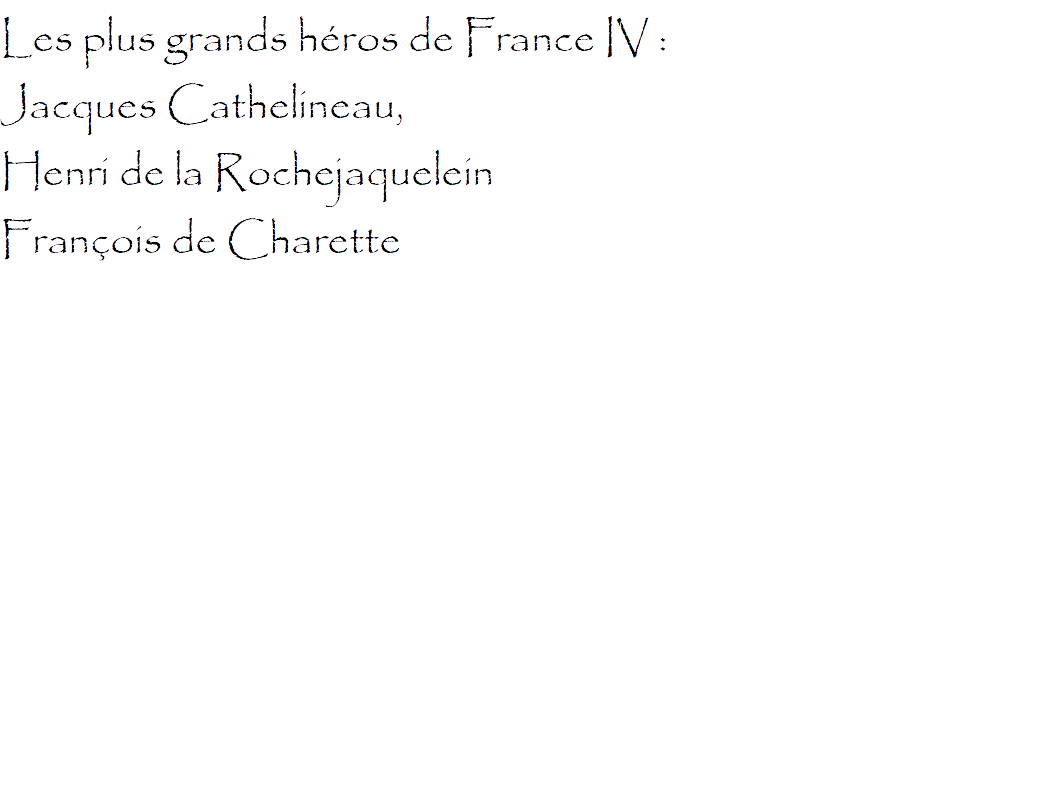 Les plus grands héros de France IV :
Jacques Cathelineau,
Henri de la Rochejaquelein
François de Charette